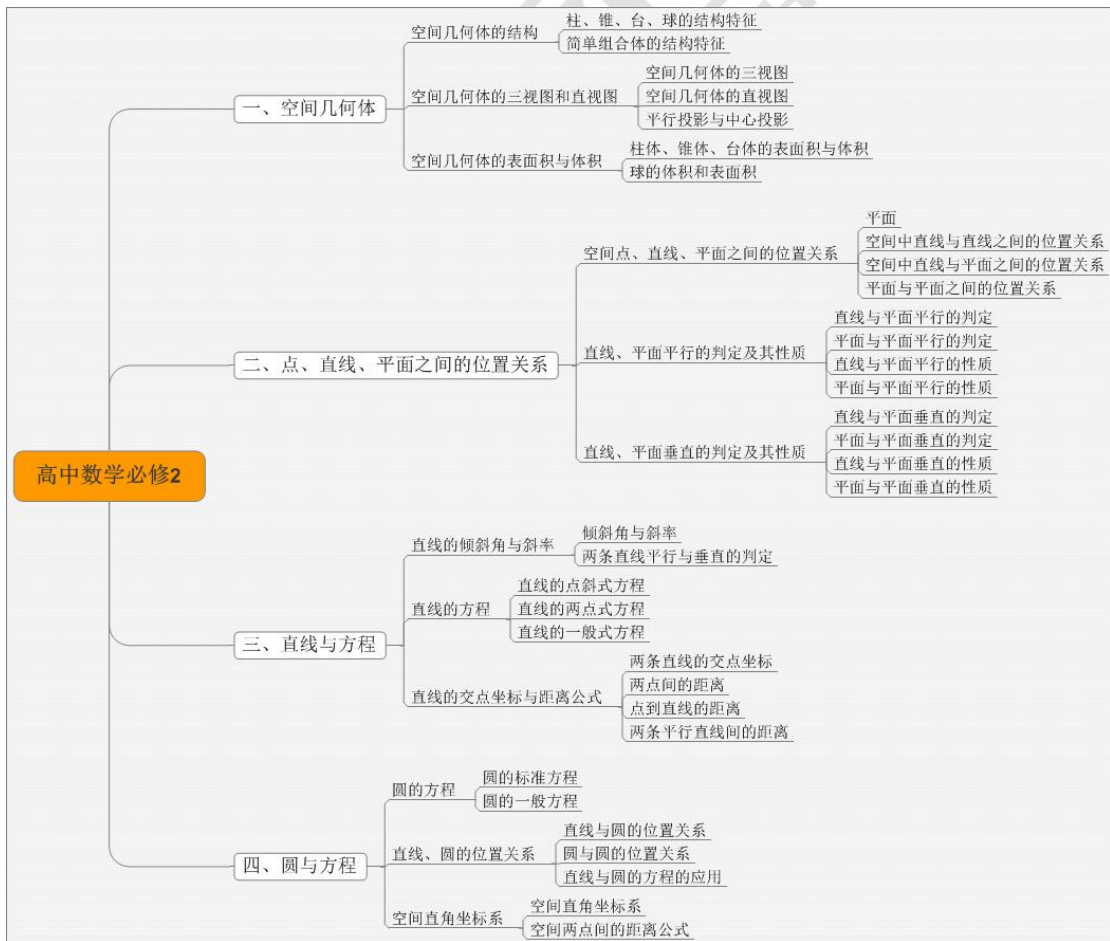 高中数学必修2
一、空间几何体
空间几何体的结构
柱、锥、台、球的结构特征
简单组合体的结构特征
空间几何体的三视图和直视图
空间几何体的三视图
空间几何体的直视图
平行投影与中心投影
空间几何体的表面积与体积
柱体、锥体、台体的表面积与体积
球的体积和表面积
二、点、直线、平面之间的位置关系
空间点、直线、平面之间的位置关系
平面
空间中直线与直线之间的位置关系
空间中直线与平面之间的位置关系
平面与平面之间的位置关系
直线、平面平行的判定及其性质
直线与平面平行的判定
平面与平面平行的判定
直线与平面平行的性质
平面与平面平行的性质
直线、平面垂直的判定及其性质
直线与平面垂直的判定
平面与平面垂直的判定
直线与平面垂直的性质
平面与平面垂直的性质
三、直线与方程
直线的倾斜角与斜率
倾斜角与斜率
两条直线平行与垂直的判定
直线的方程
直线的点斜式方程
直线的两点式方程
直线的一般式方程
直线的交点坐标与距离公式
两条直线的交点坐标
两点间的距离
点到直线的距离
两条平行直线间的距离
四、圆与方程
圆的方程
圆的标准方程
圆的一般方程
直线、圆的位置关系
直线与圆的位置关系
圆与圆的位置关系
直线与圆的方程的应用
空间直角坐标系
空间直角坐标系
空间两点间的距离公式